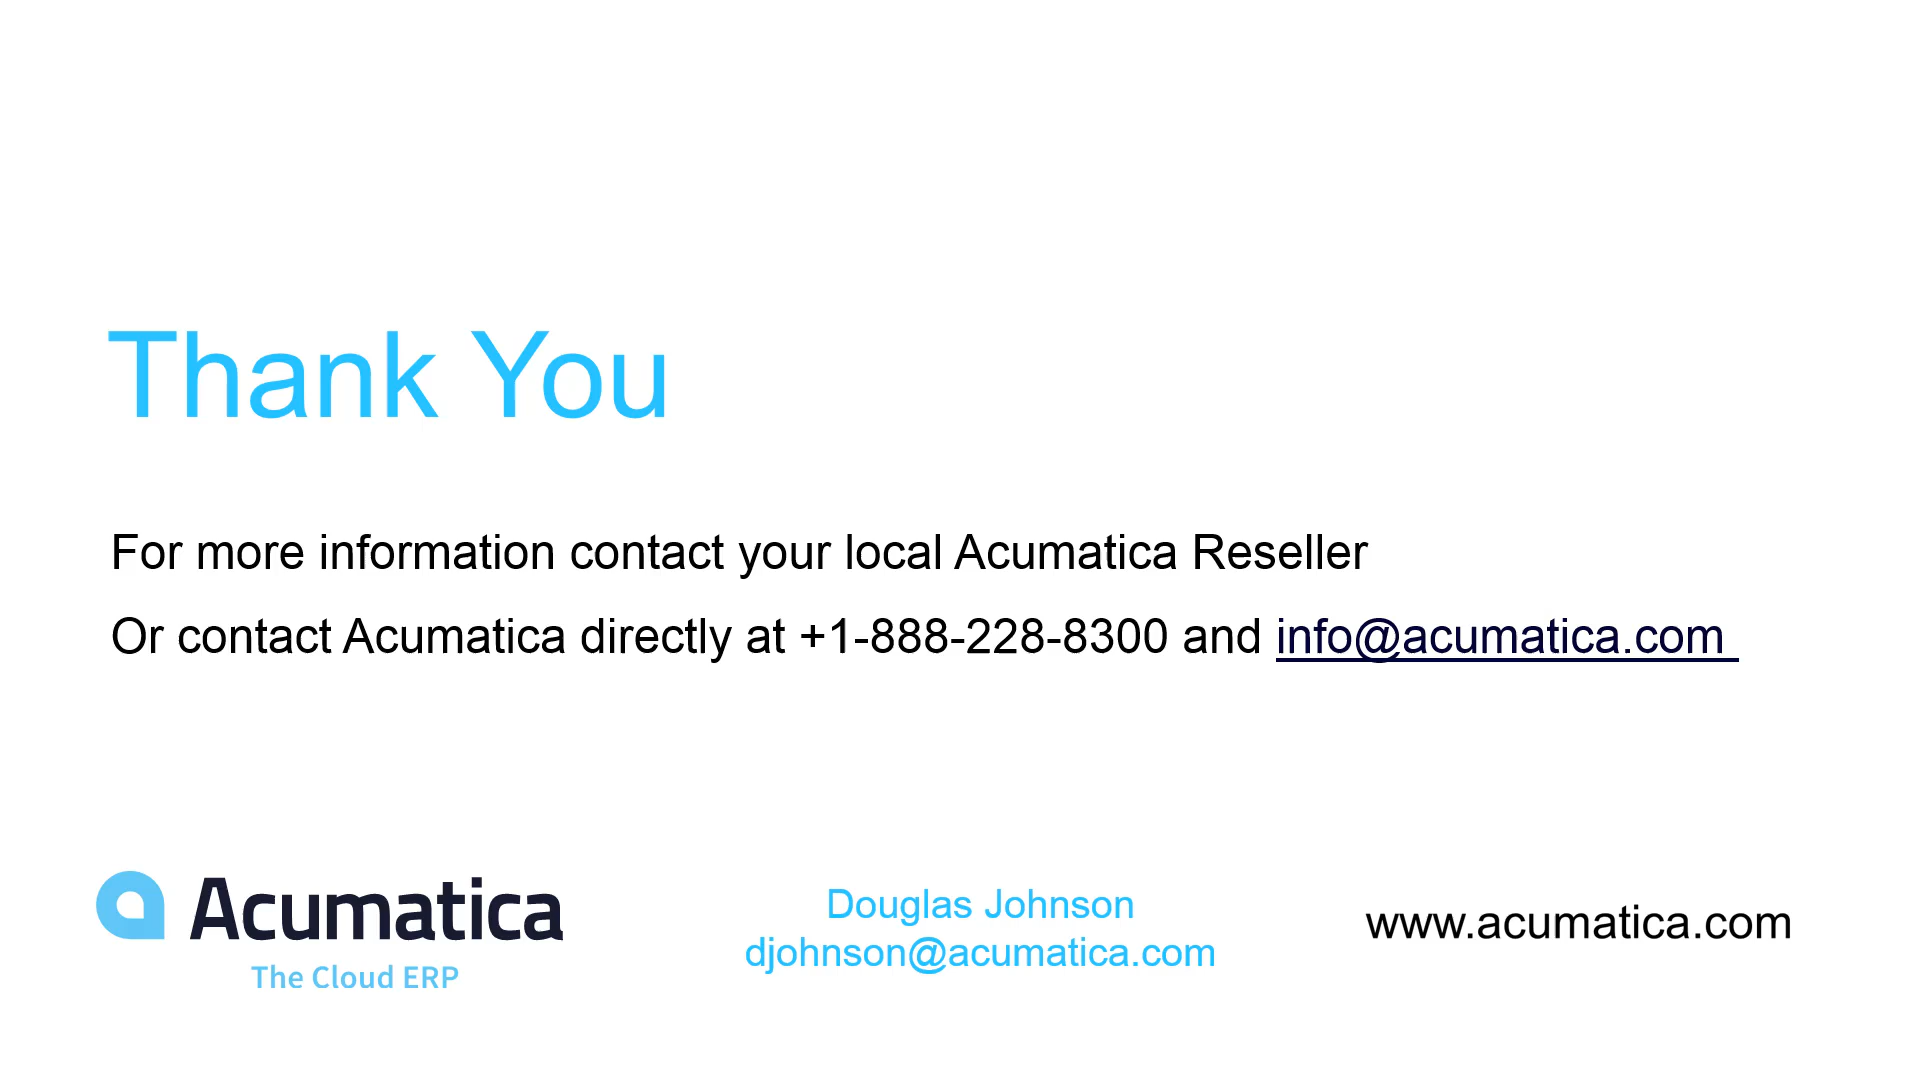 Thank You
For more information contact your local Acumatica Reseller
Or contact Acumatica directly at +1-888-228-8300 and info@acumatica.com
Acumatica
The Cloud ERP
Douglas Johnson
djohnson@acumatica.com
www.acumatica.com